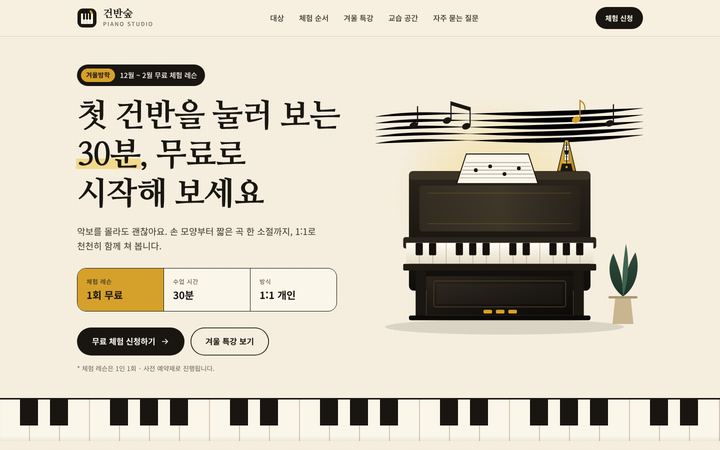 건반숲
PIANO STUDIO
대상
체험 순서
겨울 특강
교습 공간
자주 묻는 질문
체험 신청
겨울방학 12월 ~ 2월 무료 체험 레슨
첫 건반을 눌러 보는
30분, 무료로
시작해 보세요
악보를 몰라도 괜찮아요. 손 모양부터 짧은 곡 한 소절까지, 1:1로
천천히 함께 쳐 봅니다.
체험 레슨
1회 무료
수업 시간
30분
방식
1:1 개인
무료 체험 신청하기 →
겨울 특강 보기
* 체험 레슨은 1인 1회 · 사전 예약제로 진행됩니다.